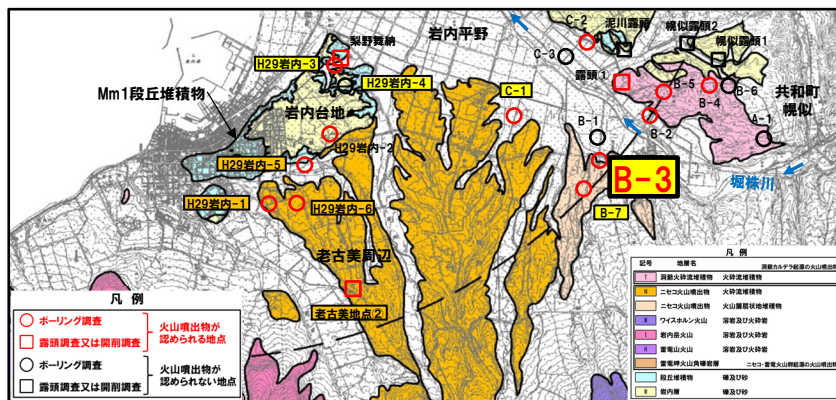 C-2
泥川露頭
幌似露頭2
幌似露頭1
梨野舞納
岩内平野
C-3
H29岩内-3
露頭①
共和町
幌似
H29岩内-4
B-5
B-4
B-6
Mm1段丘堆積物
岩内台地
C-1
B-2
A-1
B-1
H29岩内-2
H29岩内-5
B-3
堀株川
H29岩内-1
H29岩内-6
B-7
老古美周辺
老古美地点②
凡 例
ボーリング調査
露頭調査又は開削調査
火山噴出物が
認められる地点
ボーリング調査
露頭調査又は開削調査
火山噴出物が
認められない地点
凡 例
記号 地層名 洞爺カルデラ起源の火山噴出物
T 洞爺火砕流堆積物 火砕流堆積物
N ニセコ火山噴出物 火砕流堆積物
ニセコ火山噴出物 火山麓扇状地堆積物
W ワイスホルン火山 溶岩及び火砕岩
I 岩内岳火山 溶岩及び火砕岩
R 雷電山火山 溶岩及び火砕岩
雷電岬火山角礫岩層 ニセコ・雷電火山群起源の火山噴出物
段丘堆積物 礫及び砂
N 岩内層 礫及び砂